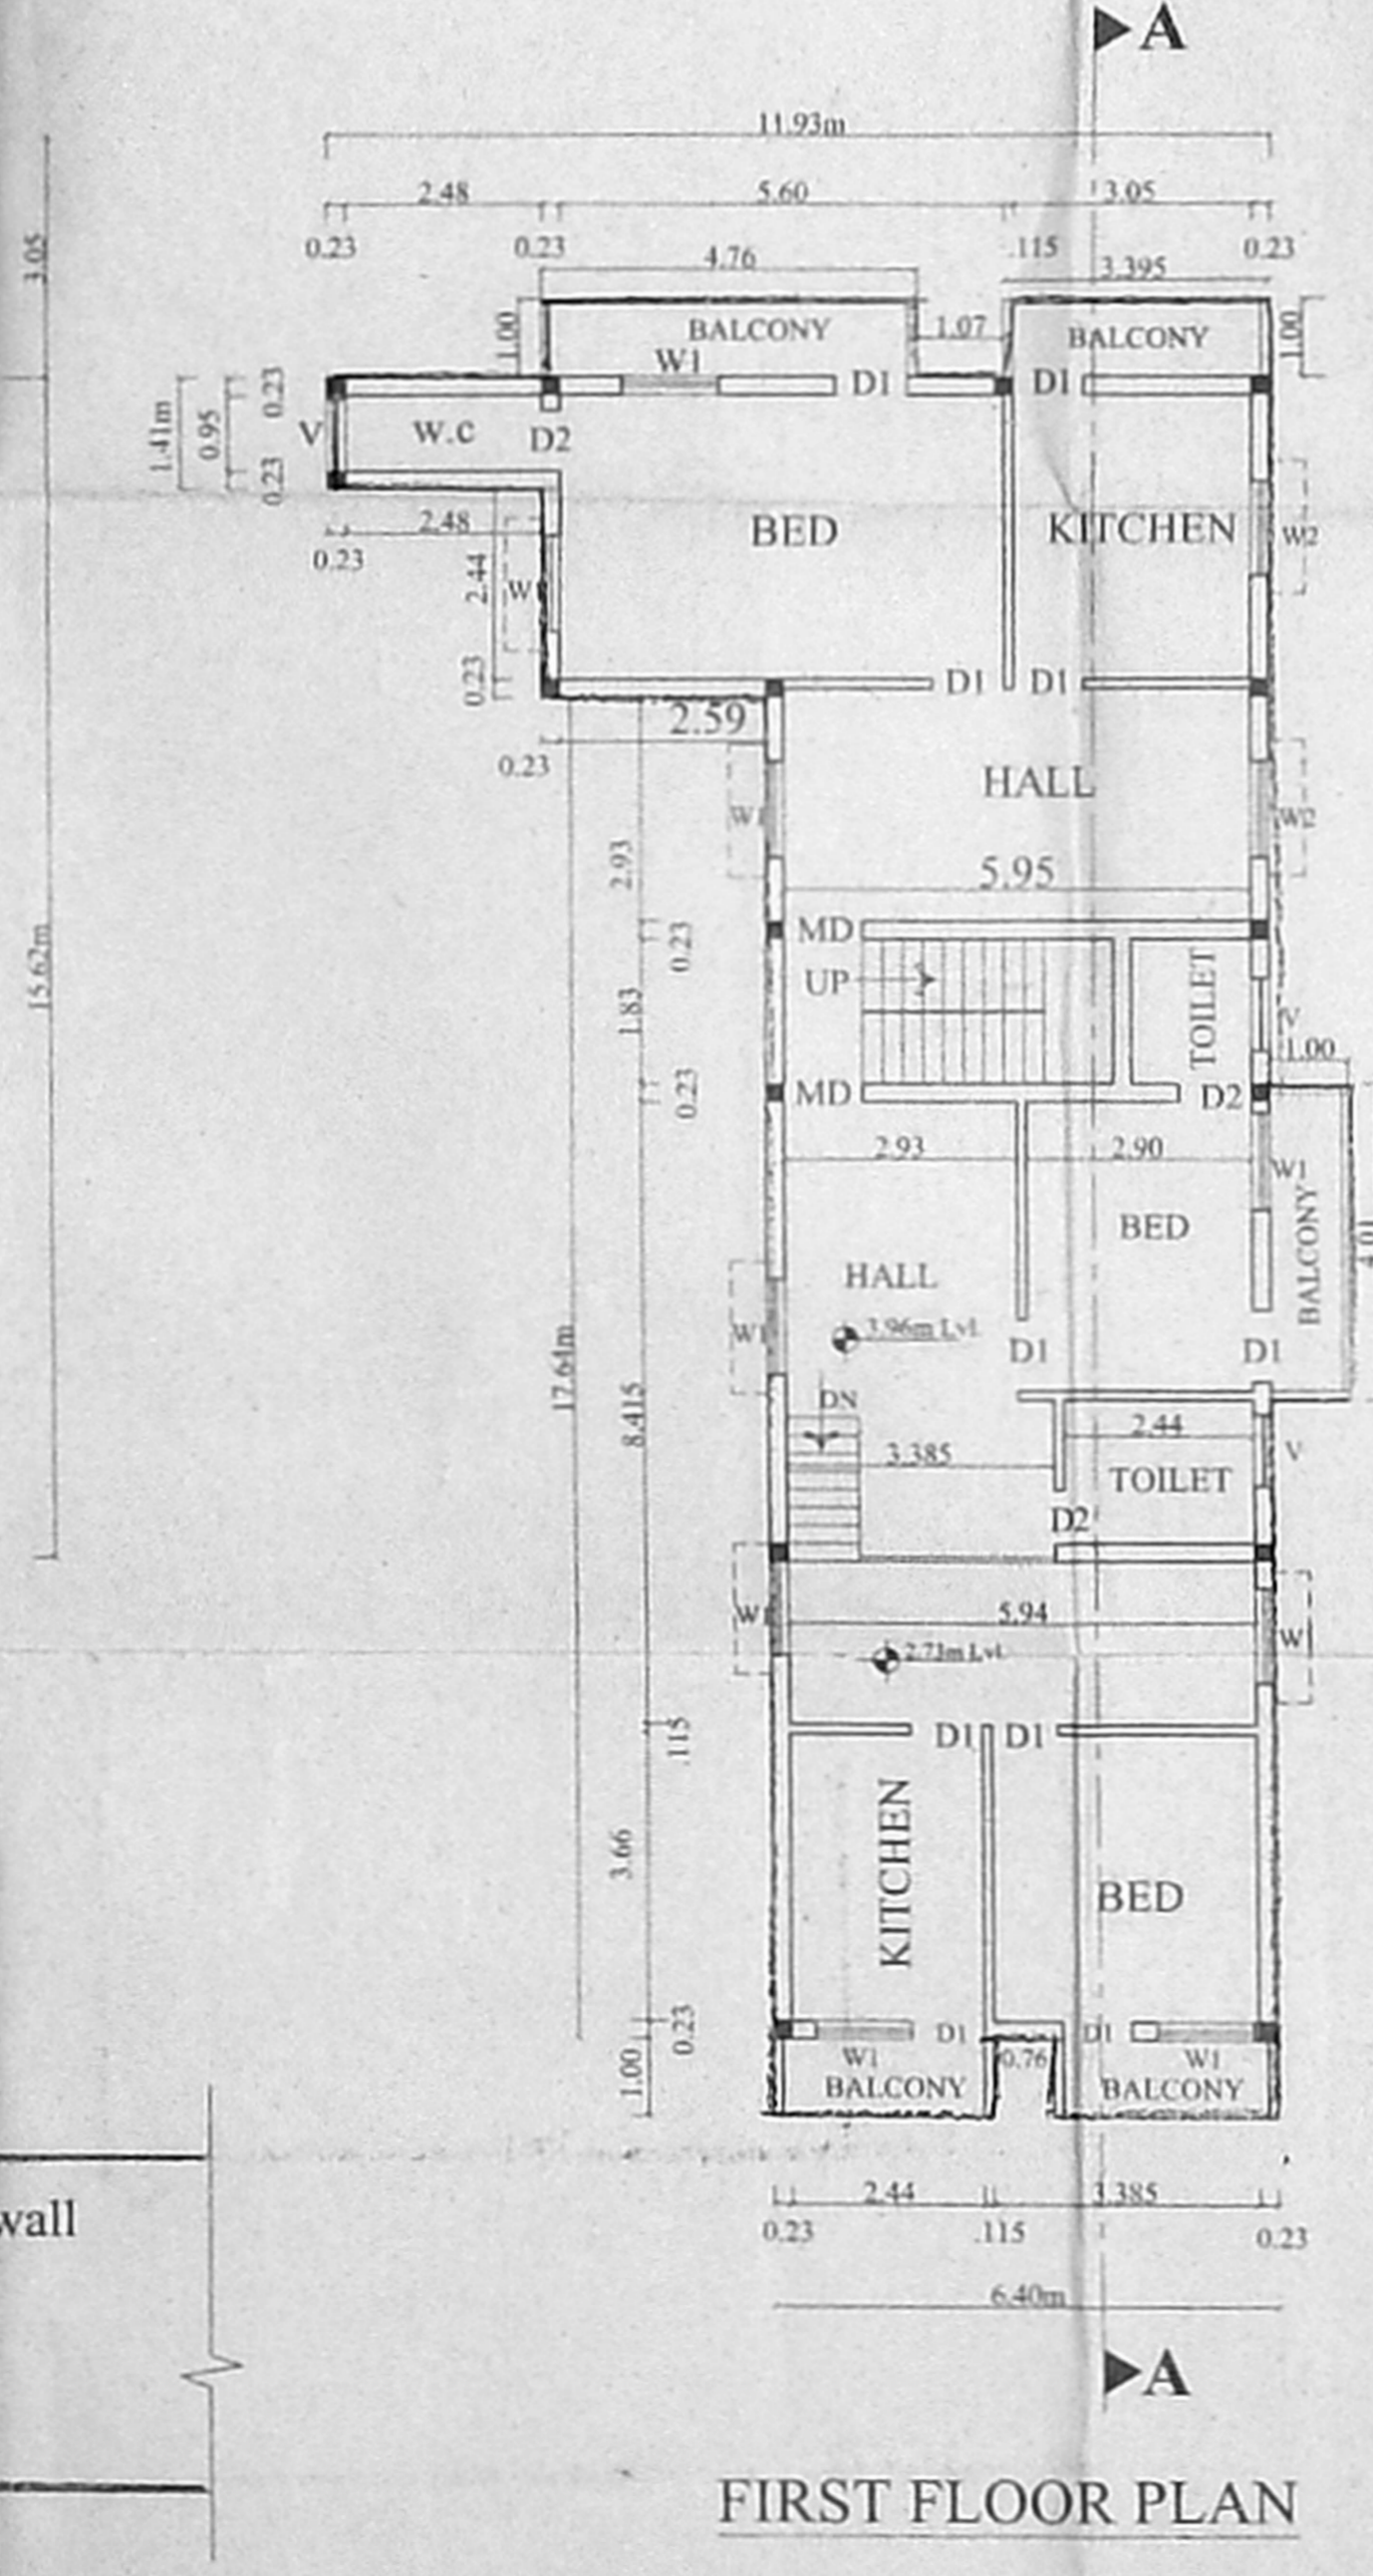 A
11.93m
2.48 5.60 3.05
0.23 0.23 .115 0.23
4.76 3.395
3.05
1.00 BALCONY 1.07 BALCONY 1.00
W1 D1 D1
0.23
1.41m 0.95 V W.C D2
0.23
2.48 BED KITCHEN W2
0.23
2.44 W
0.23 D1 D1
2.59
0.23
HALL
W1 W2
2.93 5.95
MD
0.23
UP TOILET
15.62m
1.83 V
1.00
0.23 MD D2
2.93 2.90
W1
BED
BALCONY
HALL
3.96m Lvl.
W1 D1 D1
17.64m
DN
8.415 2.44
3.385 V
TOILET
D2
5.94
W1 W
2.73m Lvl.
.115 D1 D1
KITCHEN
3.66 BED
0.23 D1 D1
1.00 W1 0.76 W1
BALCONY BALCONY
2.44 3.385
0.23 .115 0.23
wall
6.40m
A
FIRST FLOOR PLAN